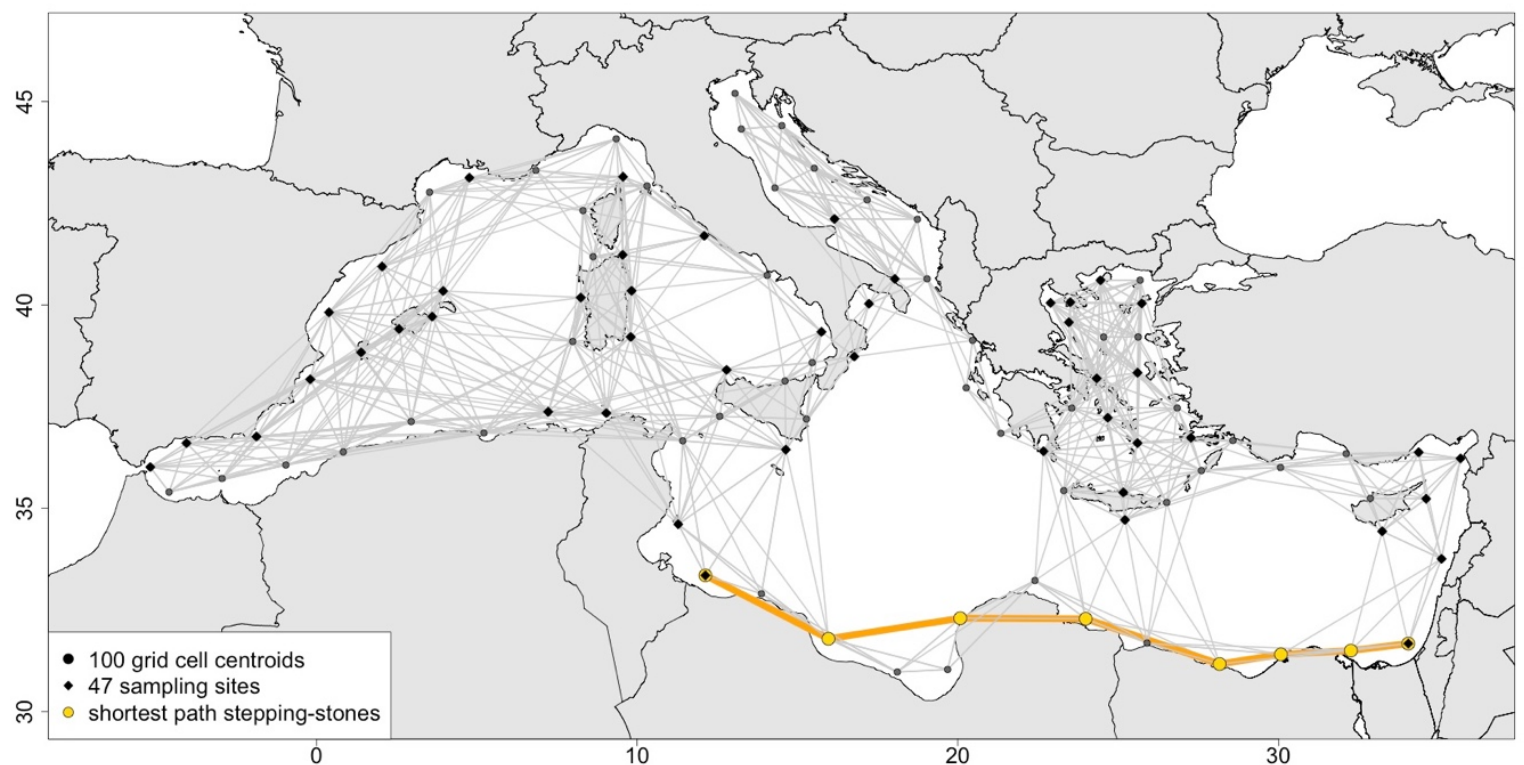 45
40
35
30
100 grid cell centroids
47 sampling sites
shortest path stepping-stones
0 10 20 30